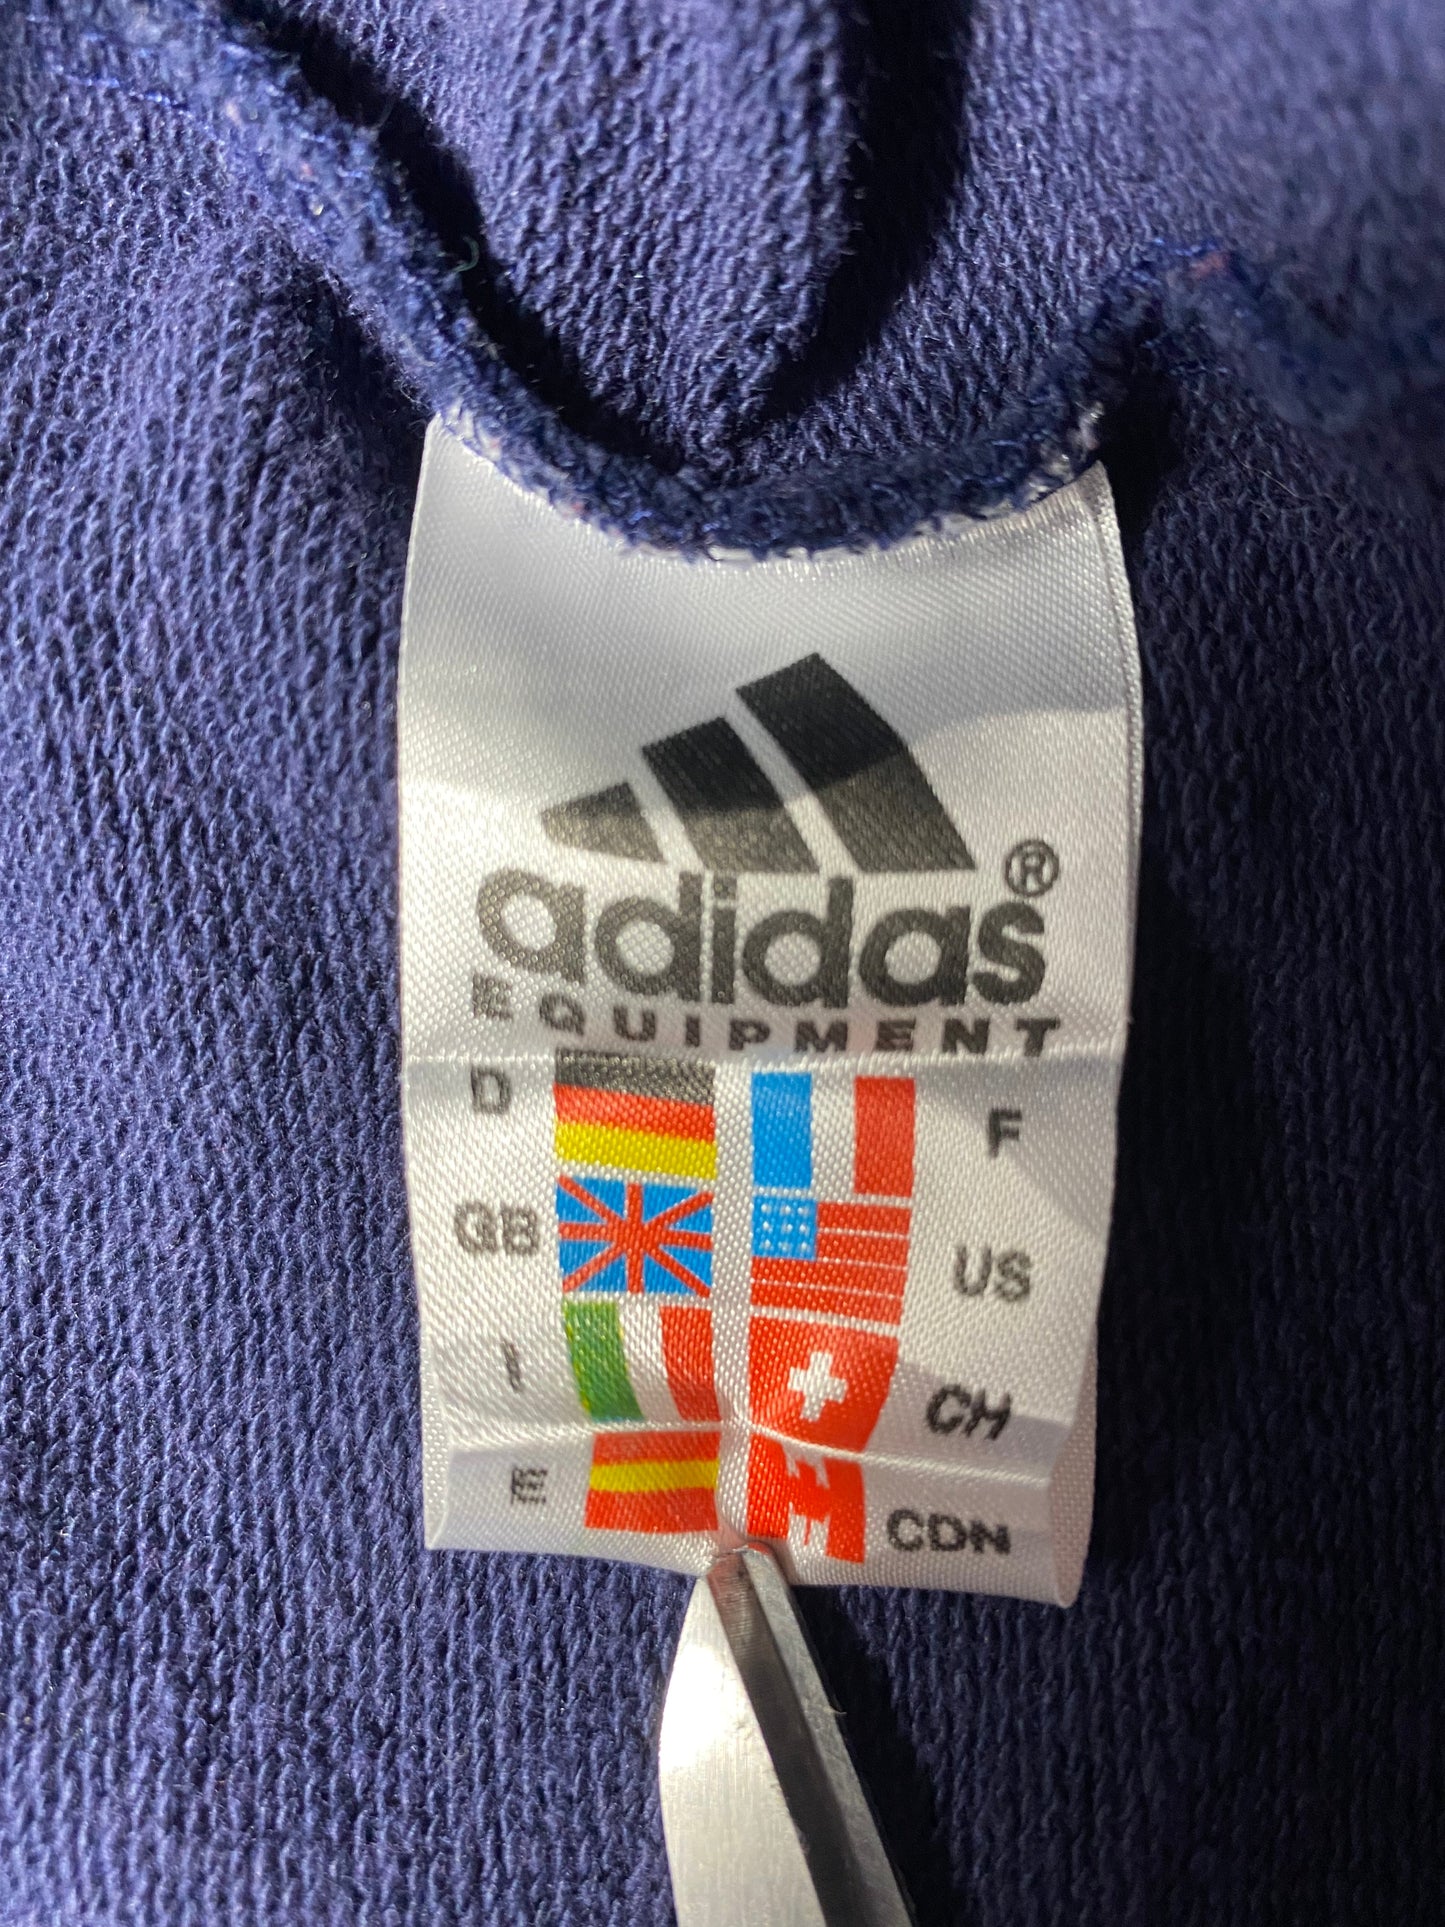 adidas®
EQUIPMENT
D F
GB US
I CH
E CDN